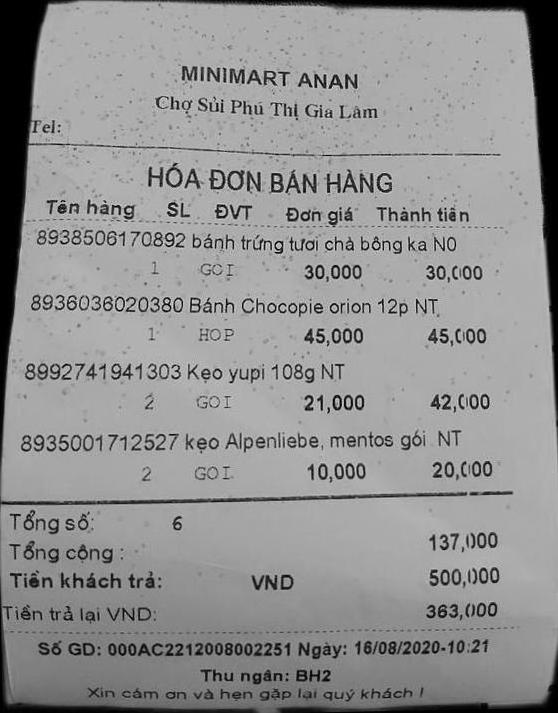 MINIMART ANAN
Chợ Sủi Phú Thị Gia Lâm
Tel:
HÓA ĐƠN BÁN HÀNG
Tên hàng SL ĐVT Đơn giá Thành tiền
8938506170892 bánh trứng tươi chà bông ka N0
1 GOI 30,000 30,000
8936036020380 Bánh Chocopie orion 12p NT
1 HOP 45,000 45,000
8992741941303 Kẹo yupi 108g NT
2 GOI 21,000 42,000
8935001712527 kẹo Alpenliebe, mentos gói NT
2 GOI 10,000 20,000
Tổng số: 6
Tổng cộng : 137,000
Tiền khách trả: VND 500,000
Tiền trả lại VND: 363,000
Số GD: 000AC2212008002251 Ngày: 16/08/2020-10:21
Thu ngân: BH2
Xin cảm ơn và hẹn gặp lại quý khách !